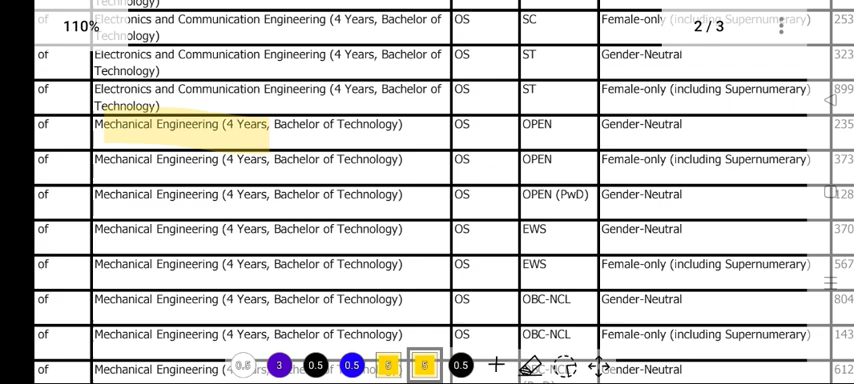 110%
2 / 3
of Electronics and Communication Engineering (4 Years, Bachelor of Technology) OS SC Female-only (including Supernumerary) 253
of Electronics and Communication Engineering (4 Years, Bachelor of Technology) OS ST Gender-Neutral 323
of Electronics and Communication Engineering (4 Years, Bachelor of Technology) OS ST Female-only (including Supernumerary) 899
of Mechanical Engineering (4 Years, Bachelor of Technology) OS OPEN Gender-Neutral 235
of Mechanical Engineering (4 Years, Bachelor of Technology) OS OPEN Female-only (including Supernumerary) 373
of Mechanical Engineering (4 Years, Bachelor of Technology) OS OPEN (PwD) Gender-Neutral 128
of Mechanical Engineering (4 Years, Bachelor of Technology) OS EWS Gender-Neutral 370
of Mechanical Engineering (4 Years, Bachelor of Technology) OS EWS Female-only (including Supernumerary) 567
of Mechanical Engineering (4 Years, Bachelor of Technology) OS OBC-NCL Gender-Neutral 804
of Mechanical Engineering (4 Years, Bachelor of Technology) OS OBC-NCL Female-only (including Supernumerary) 143
of Mechanical Engineering (4 Gender-Neutral 612
0.5 3 0.5 0.5 5 5 0.5